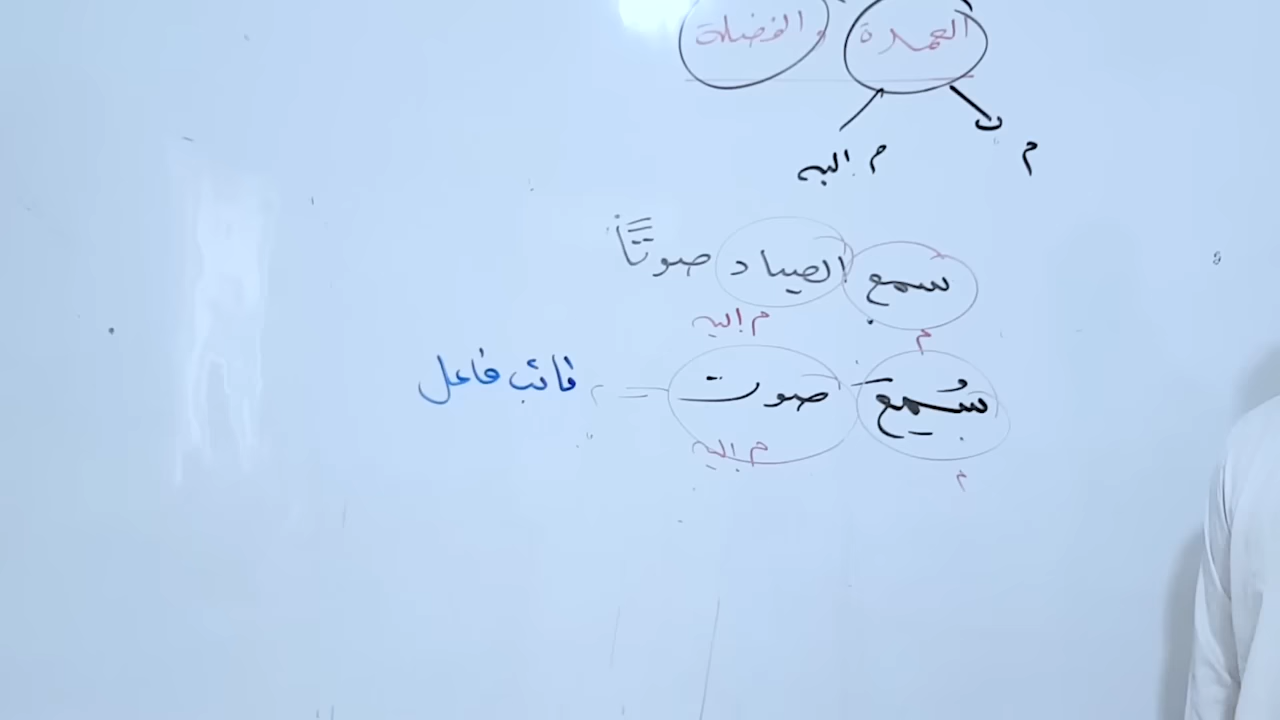 العمدة والفضلة
م م إليه
سمع الصياد صوتاً
م م إليه
سُمِعَ صوت = نائب فاعل
م م إليه